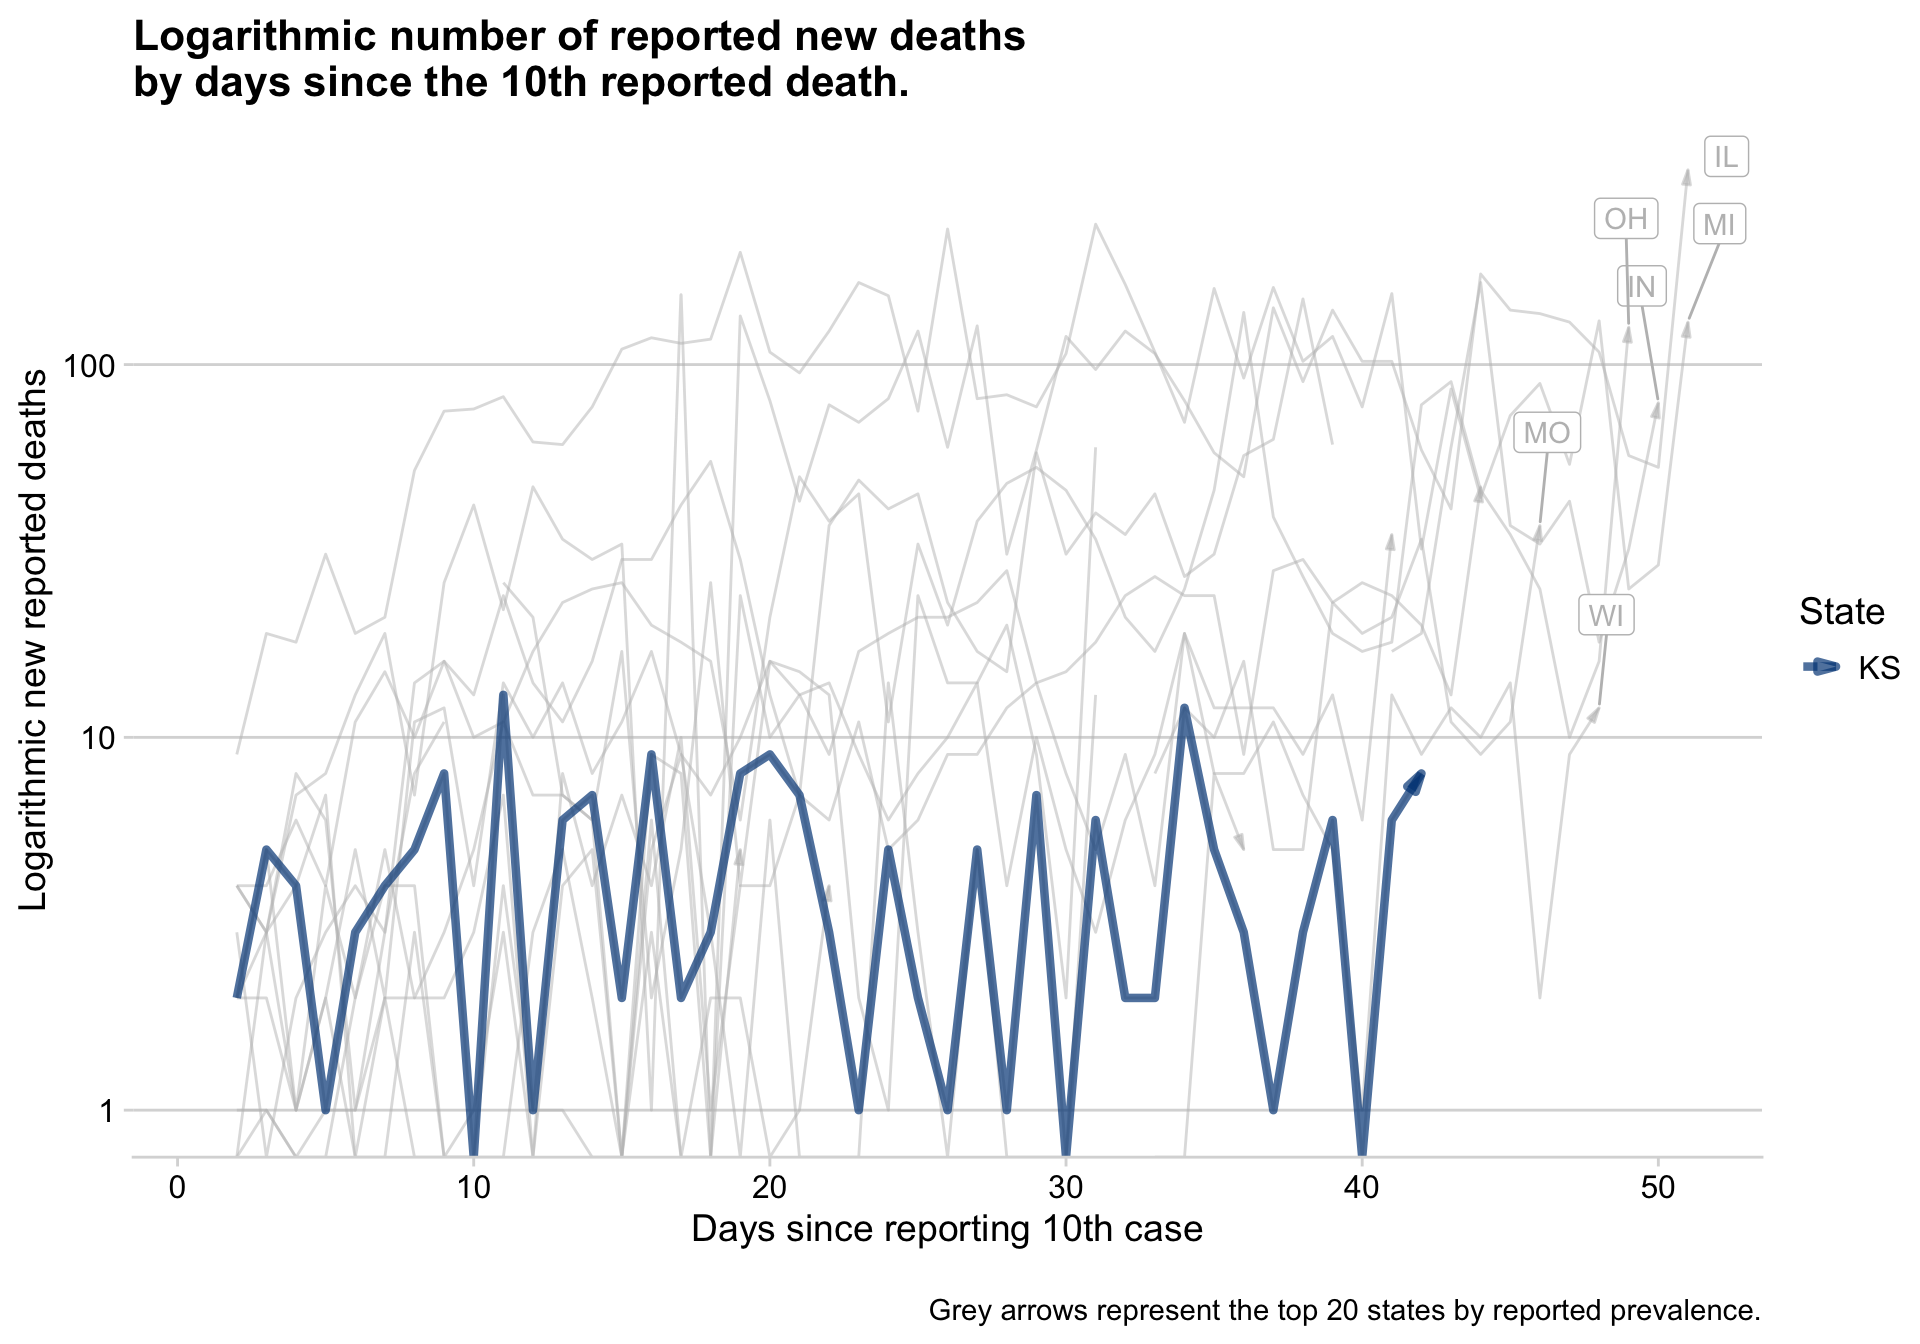 Logarithmic number of reported new deaths
by days since the 10th reported death.
IL
OH
MI
IN
MO
WI
100
10
1
Logarithmic new reported deaths
State
KS
0
10
20
30
40
50
Days since reporting 10th case
Grey arrows represent the top 20 states by reported prevalence.